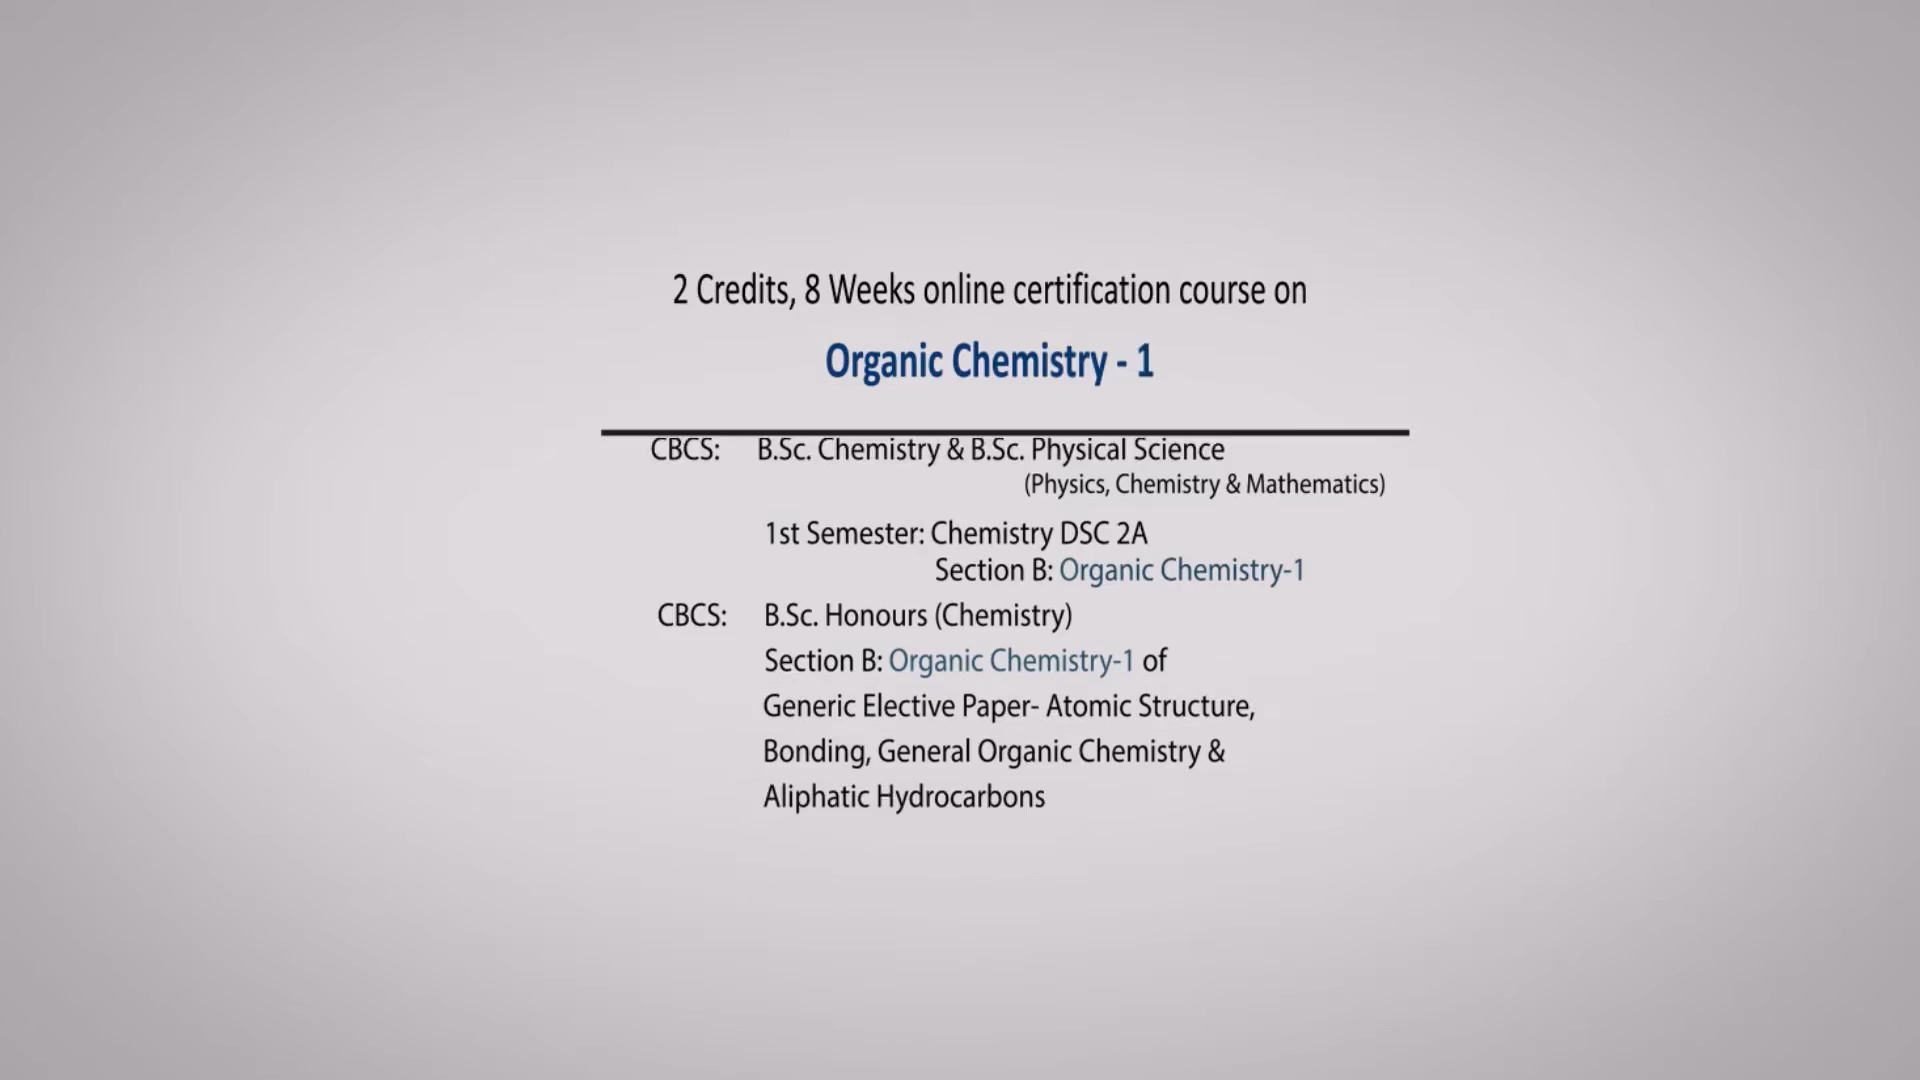 2 Credits, 8 Weeks online certification course on
Organic Chemistry - 1
CBCS: B.Sc. Chemistry & B.Sc. Physical Science
(Physics, Chemistry & Mathematics)
1st Semester: Chemistry DSC 2A
Section B: Organic Chemistry-1
CBCS: B.Sc. Honours (Chemistry)
Section B: Organic Chemistry-1 of
Generic Elective Paper- Atomic Structure,
Bonding, General Organic Chemistry &
Aliphatic Hydrocarbons